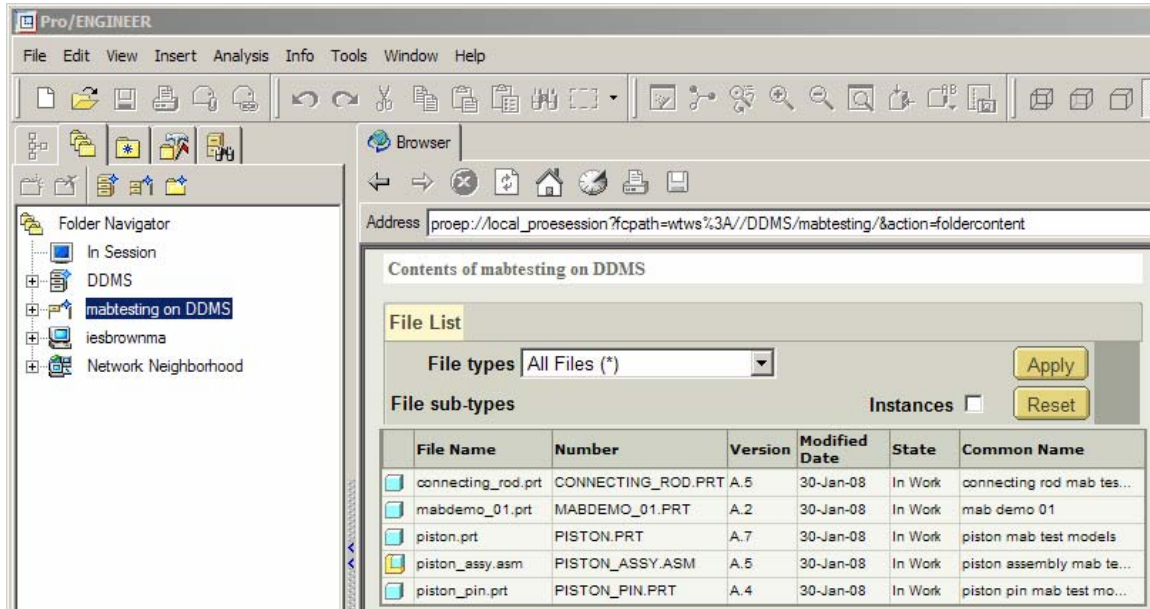 Pro/ENGINEER
File Edit View Insert Analysis Info Tools Window Help
Browser
Folder Navigator
In Session
DDMS
mabtesting on DDMS
iesbrownma
Network Neighborhood
Address proep://local_proesession?fcpath=wtws%3A//DDMS/mabtesting/&action=foldercontent
Contents of mabtesting on DDMS
File List
File types All Files (*) Apply
File sub-types Instances Reset
File Name Number Version Modified Date State Common Name
connecting_rod.prt CONNECTING_ROD.PRT A.5 30-Jan-08 In Work connecting rod mab tes...
mabdemo_01.prt MABDEMO_01.PRT A.2 30-Jan-08 In Work mab demo 01
piston.prt PISTON.PRT A.7 30-Jan-08 In Work piston mab test models
piston_assy.asm PISTON_ASSY.ASM A.5 30-Jan-08 In Work piston assembly mab te...
piston_pin.prt PISTON_PIN.PRT A.4 30-Jan-08 In Work piston pin mab test mo...